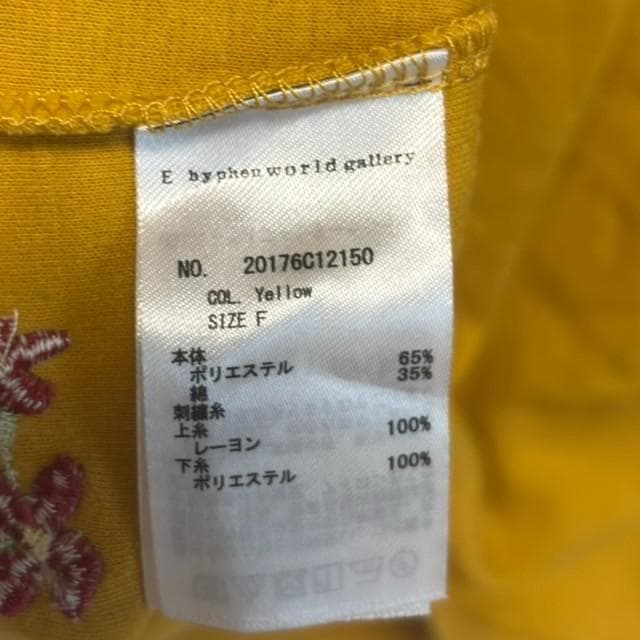 E hyphen world gallery
NO. 20176C12150
COL. Yellow
SIZE F
本体
ポリエステル 65%
綿 35%
刺繍糸
上糸
レーヨン 100%
下糸
ポリエステル 100%